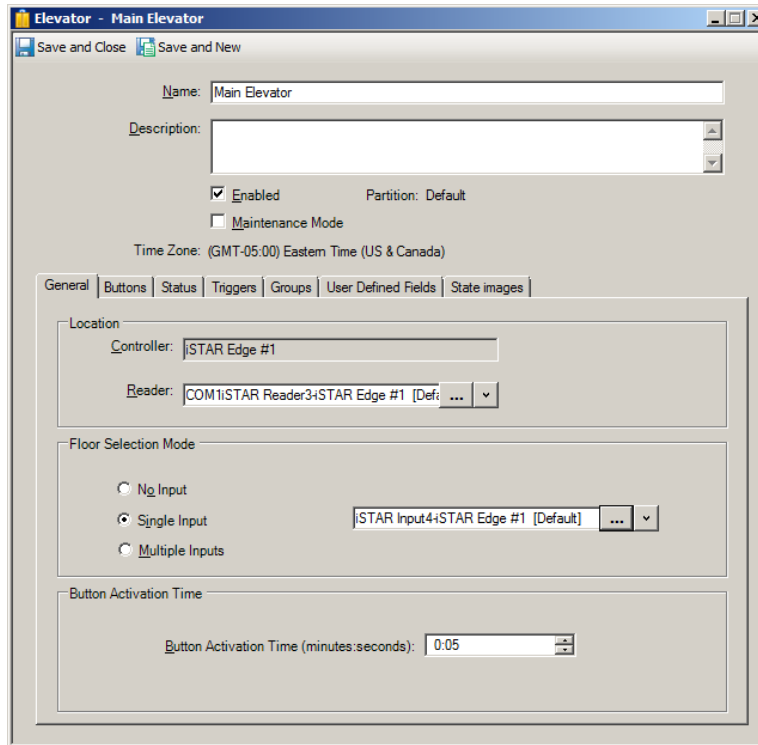 Elevator - Main Elevator
Save and Close Save and New
Name: Main Elevator
Description:
Enabled Partition: Default
Maintenance Mode
Time Zone: (GMT-05:00) Eastern Time (US & Canada)
General Buttons Status Triggers Groups User Defined Fields State images
Location
Controller: iSTAR Edge #1
Reader: COM1iSTAR Reader3-iSTAR Edge #1 [Defa ...
Floor Selection Mode
No Input
Single Input iSTAR Input4-iSTAR Edge #1 [Default] ...
Multiple Inputs
Button Activation Time
Button Activation Time (minutes:seconds): 0:05